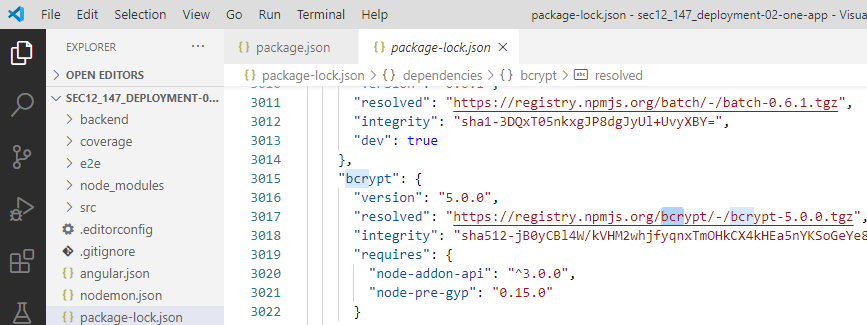 File Edit Selection View Go Run Terminal Help package-lock.json - sec12_147_deployment-02-one-app - Visua
EXPLORER ···
OPEN EDITORS
SEC12_147_DEPLOYMENT-0...
backend
coverage
e2e
node_modules
src
.editorconfig
.gitignore
angular.json
nodemon.json
package-lock.json
{} package.json {} package-lock.json ×
{} package-lock.json > {} dependencies > {} bcrypt > abc resolved
3011 "resolved": "https://registry.npmjs.org/batch/-/batch-0.6.1.tgz",
3012 "integrity": "sha1-3DQxT05nkxgJP8dgJyUl+UvyXBY=",
3013 "dev": true
3014 },
3015 "bcrypt": {
3016 "version": "5.0.0",
3017 "resolved": "https://registry.npmjs.org/bcrypt/-/bcrypt-5.0.0.tgz",
3018 "integrity": "sha512-jB0yCBl4W/kVHM2whjfyqnxTmOHkCX4kHEa5nYKSoGeYe8
3019 "requires": {
3020 "node-addon-api": "^3.0.0",
3021 "node-pre-gyp": "0.15.0"
3022 }